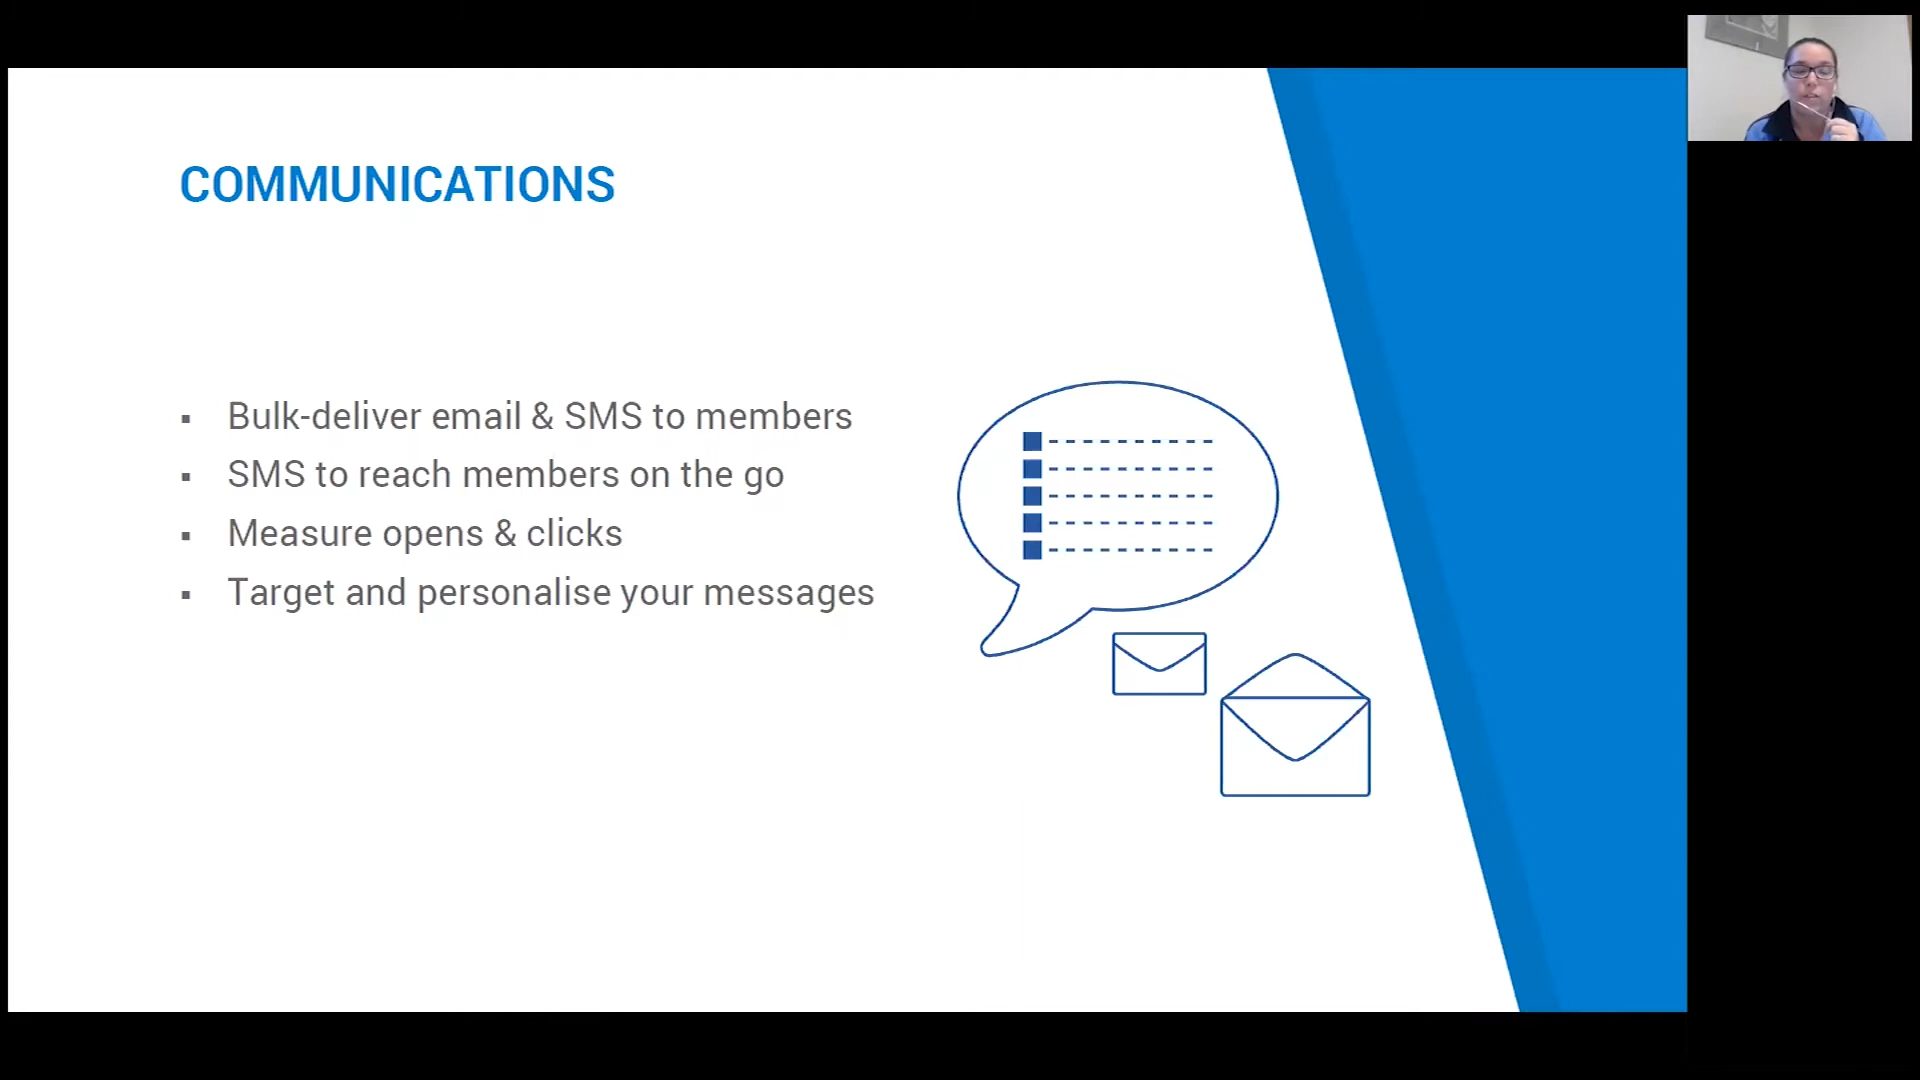 COMMUNICATIONS
▪ Bulk-deliver email & SMS to members
▪ SMS to reach members on the go
▪ Measure opens & clicks
▪ Target and personalise your messages